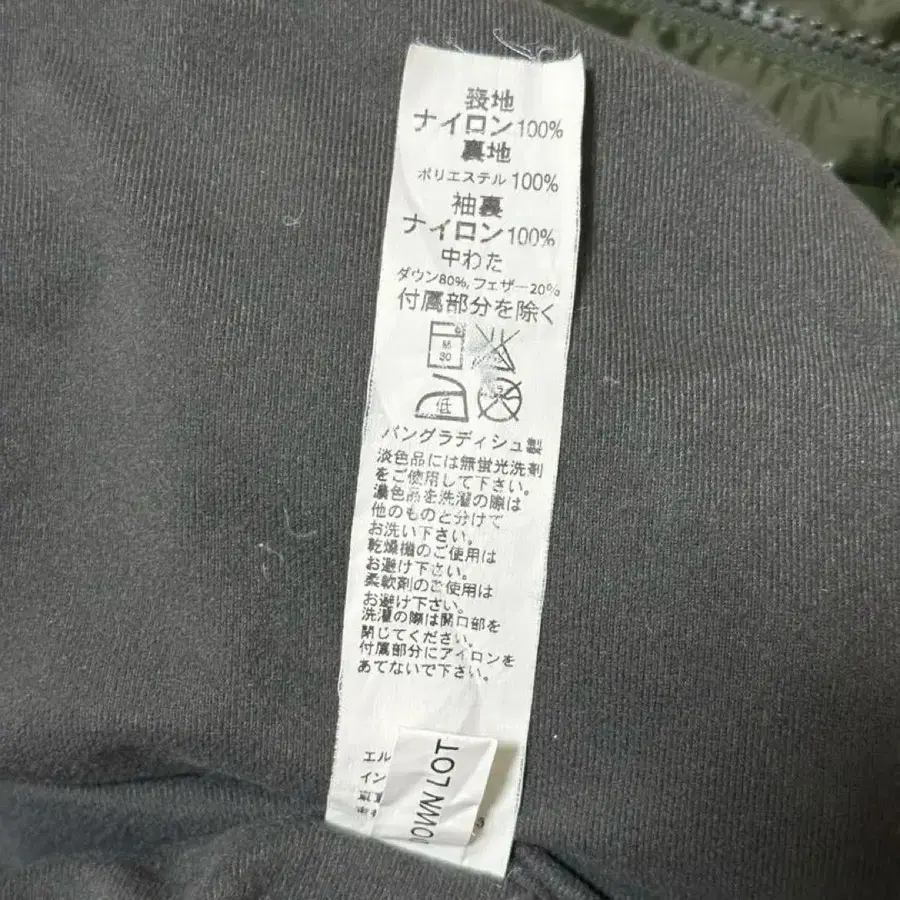 表地
ナイロン100%
裏地
ポリエステル 100%
袖裏
ナイロン100%
中わた
ダウン80%, フェザー20%
付属部分を除く
M
30
低
バングラディシュ製
淡色品には無蛍光洗剤
をご使用して下さい。
濃色品を洗濯の際は
他のものと分けて
お洗い下さい。
乾燥機のご使用は
お避け下さい。
柔軟剤のご使用は
お避け下さい。
洗濯の際は開口部を
閉じてください。
付属部分にアイロンを
あてないで下さい。
エル
イン
DOWN LOT